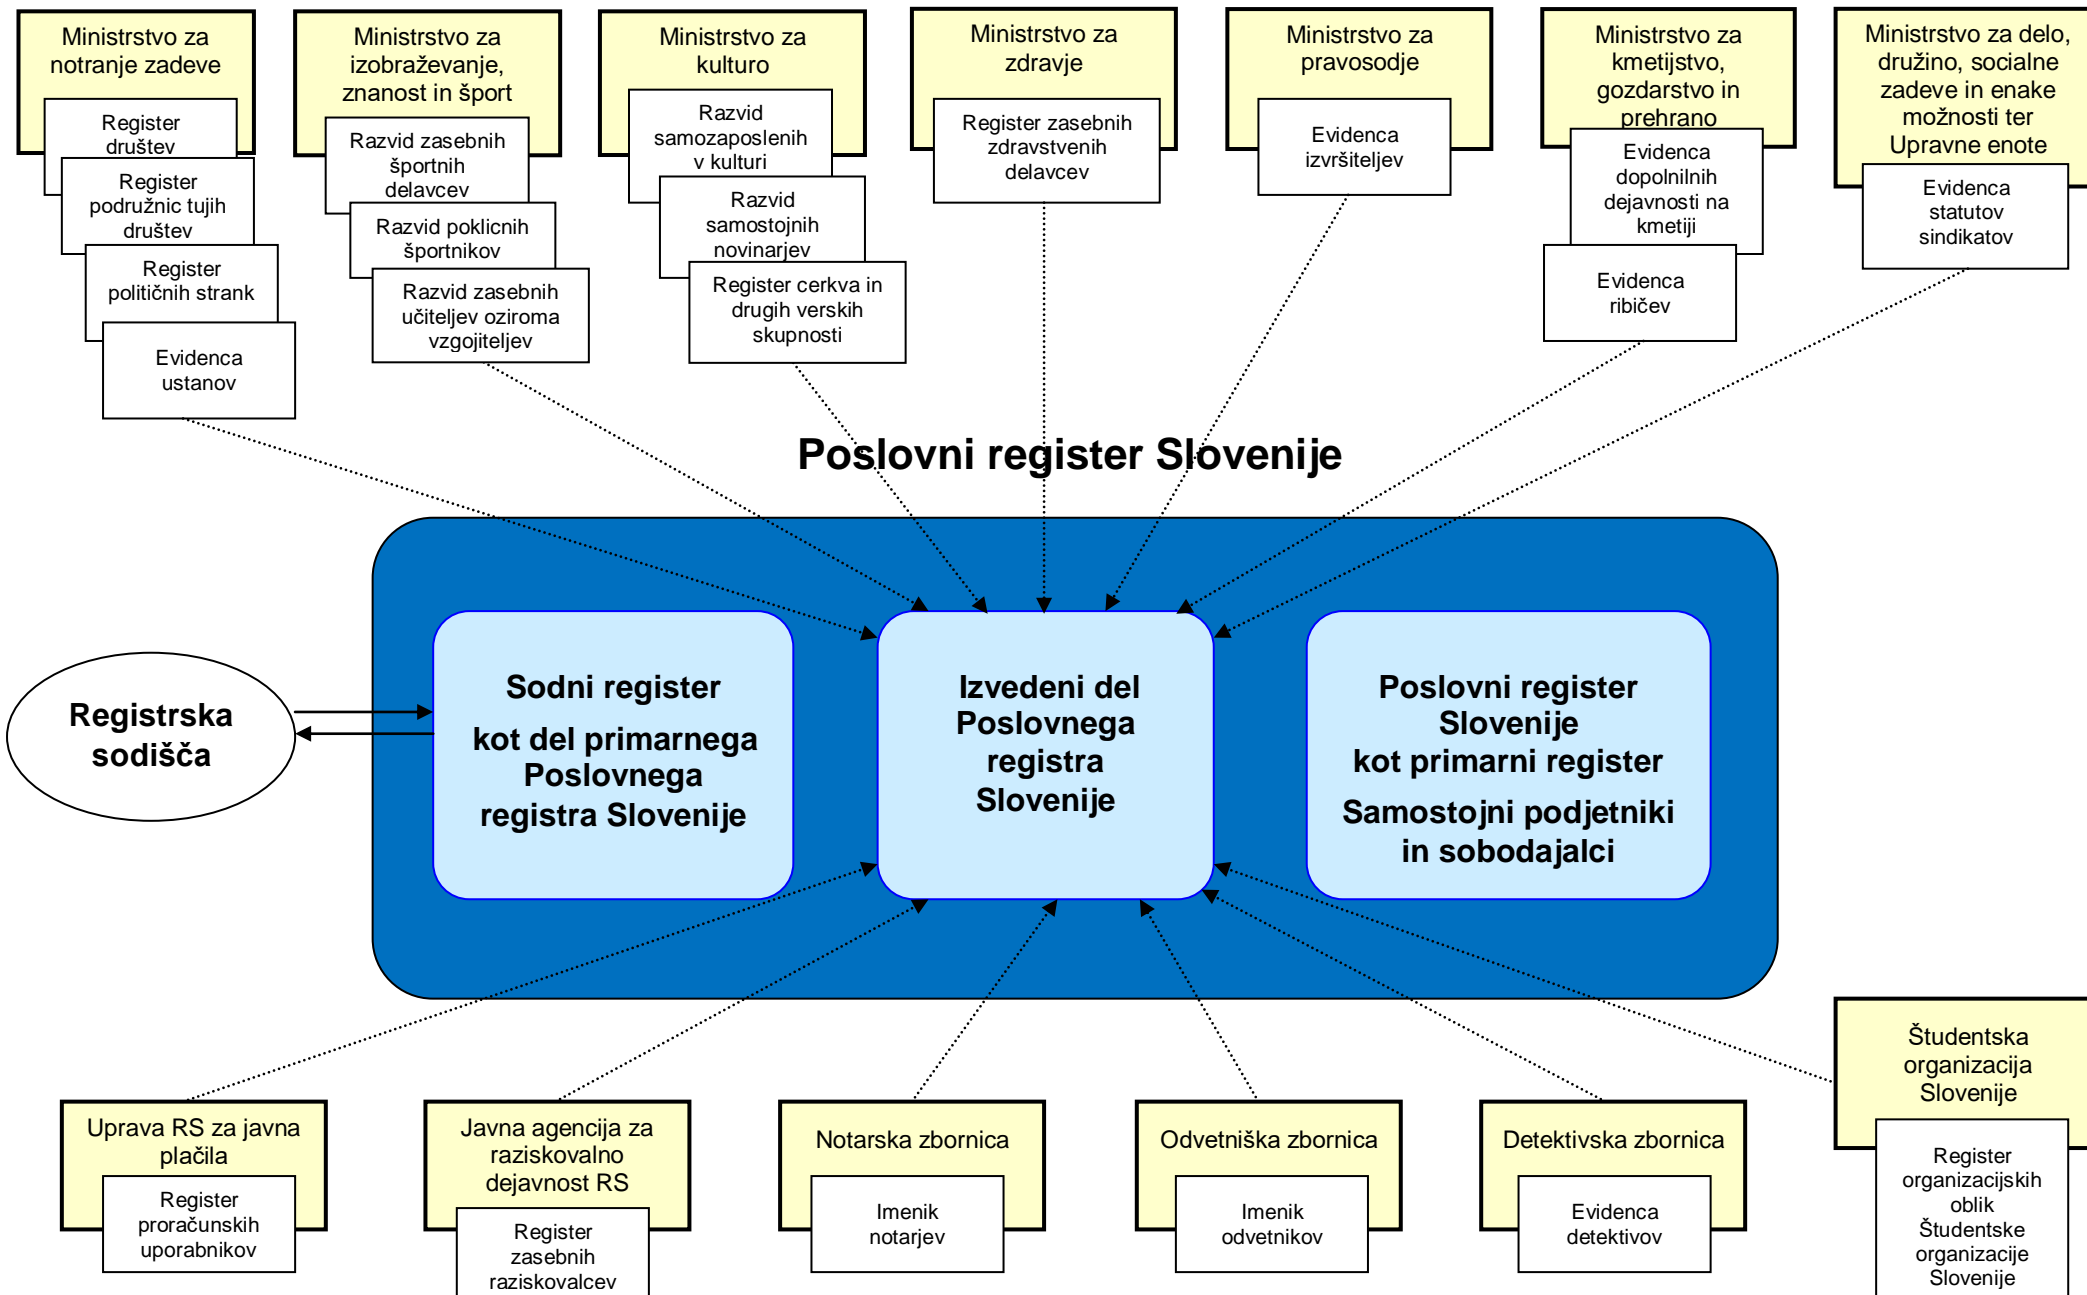 Ministrstvo za
notranje zadeve
Register
društev
Register
podružnic tujih
društev
Register
političnih strank
Evidenca
ustanov
Ministrstvo za
izobraževanje,
znanost in šport
Razvid zasebnih
športnih
delavcev
Razvid poklicnih
športnikov
Razvid zasebnih
učiteljev oziroma
vzgojiteljev
Ministrstvo za
kulturo
Razvid
samozaposlenih
v kulturi
Razvid
samostojnih
novinarjev
Register cerkva in
drugih verskih
skupnosti
Ministrstvo za
zdravje
Register zasebnih
zdravstvenih
delavcev
Ministrstvo za
pravosodje
Evidenca
izvršiteljev
Ministrstvo za
kmetijstvo,
gozdarstvo in
prehrano
Evidenca
dopolnilnih
dejavnosti na
kmetiji
Evidenca
ribičev
Ministrstvo za delo,
družino, socialne
zadeve in enake
možnosti ter
Upravne enote
Evidenca
statutov
sindikatov
Poslovni register Slovenije
Registrska
sodišča
Sodni register
kot del primarnega
Poslovnega
registra Slovenije
Izvedeni del
Poslovnega
registra
Slovenije
Poslovni register
Slovenije
kot primarni register
Samostojni podjetniki
in sobodajalci
Uprava RS za javna
plačila
Register
proračunskih
uporabnikov
Javna agencija za
raziskovalno
dejavnost RS
Register
zasebnih
raziskovalcev
Notarska zbornica
Imenik
notarjev
Odvetniška zbornica
Imenik
odvetnikov
Detektivska zbornica
Evidenca
detektivov
Študentska
organizacija
Slovenije
Register
organizacijskih
oblik
Študentske
organizacije
Slovenije